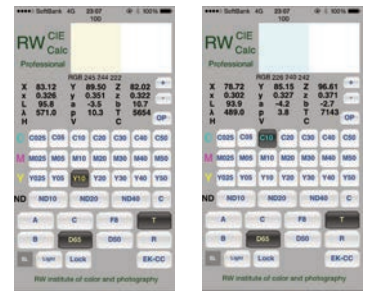 SoftBank 4G 23:07 100%
100
RW CIE Calc
Professional
RGB 245 244 222
X 83.12 Y 89.50 Z 82.02
x 0.326 y 0.351 z 0.322
L 95.8 a -3.5 b 10.7
λ 571.0 p 10.3 T 5654
H V C
+
-
OP
C C025 C05 C10 C20 C30 C40 C50
M M025 M05 M10 M20 M30 M40 M50
Y Y025 Y05 Y10 Y20 Y30 Y40 Y50
ND ND10 ND20 ND40 C
A C F8 T
B D65 D50 R
SL Light Lock EK-CC
RW institute of color and photography
SoftBank 4G 100%
100
RW CIE Calc
Professional
RGB 226 240 242
X 78.72 Y 85.15 Z 96.61
x 0.302 y 0.327 z 0.371
L 93.9 a -4.2 b -2.7
λ 489.0 p 3.8 T 7143
H V C
+
-
OP
C C025 C05 C10 C20 C30 C40 C50
M M025 M05 M10 M20 M30 M40 M50
Y Y025 Y05 Y10 Y20 Y30 Y40 Y50
ND ND10 ND20 ND40 C
A C F8 T
B D65 D50 R
Light Lock EK-CC
RW institute of color and photography